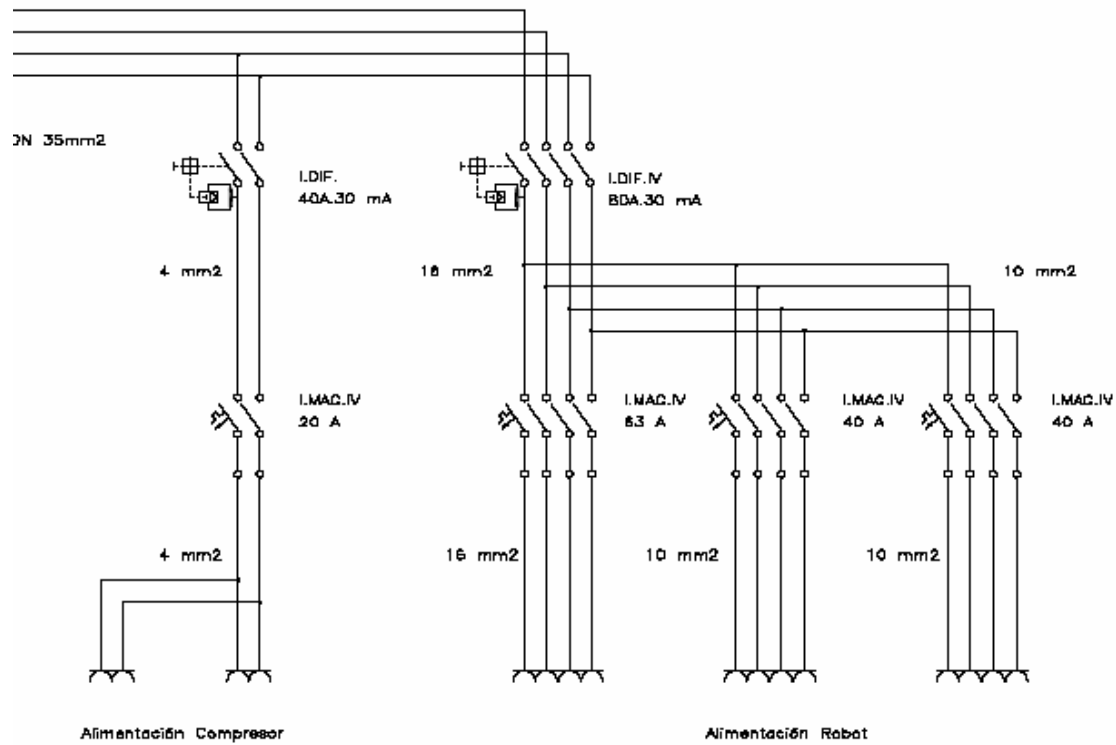 ON 35mm2
I.DIF.
40A.30 mA
I.DIF.IV
80A.30 mA
4 mm2
16 mm2
10 mm2
I.MAG.IV
20 A
I.MAG.IV
63 A
I.MAG.IV
40 A
I.MAG.IV
40 A
4 mm2
16 mm2
10 mm2
10 mm2
Alimentación Compresor
Alimentación Robot